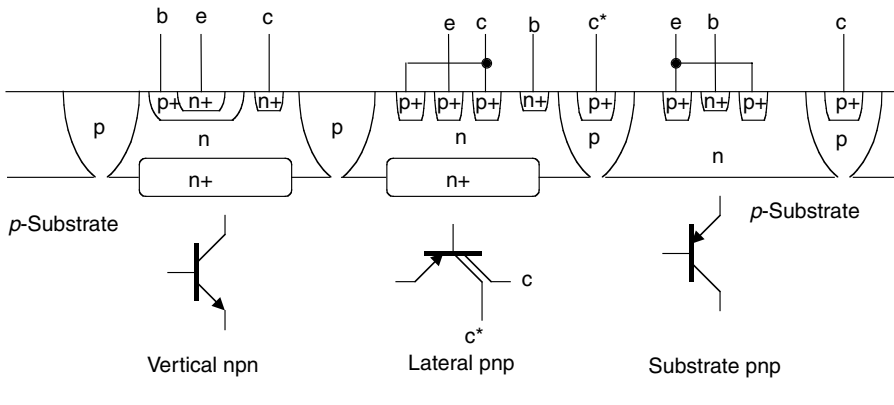 b e c e c b c* e b c
p+ n+ n+ p+ p+ p+ n+ p+ p+ n+ p+ p+
p n p n p n p
n+ n+
p-Substrate p-Substrate
c
c*
Vertical npn Lateral pnp Substrate pnp